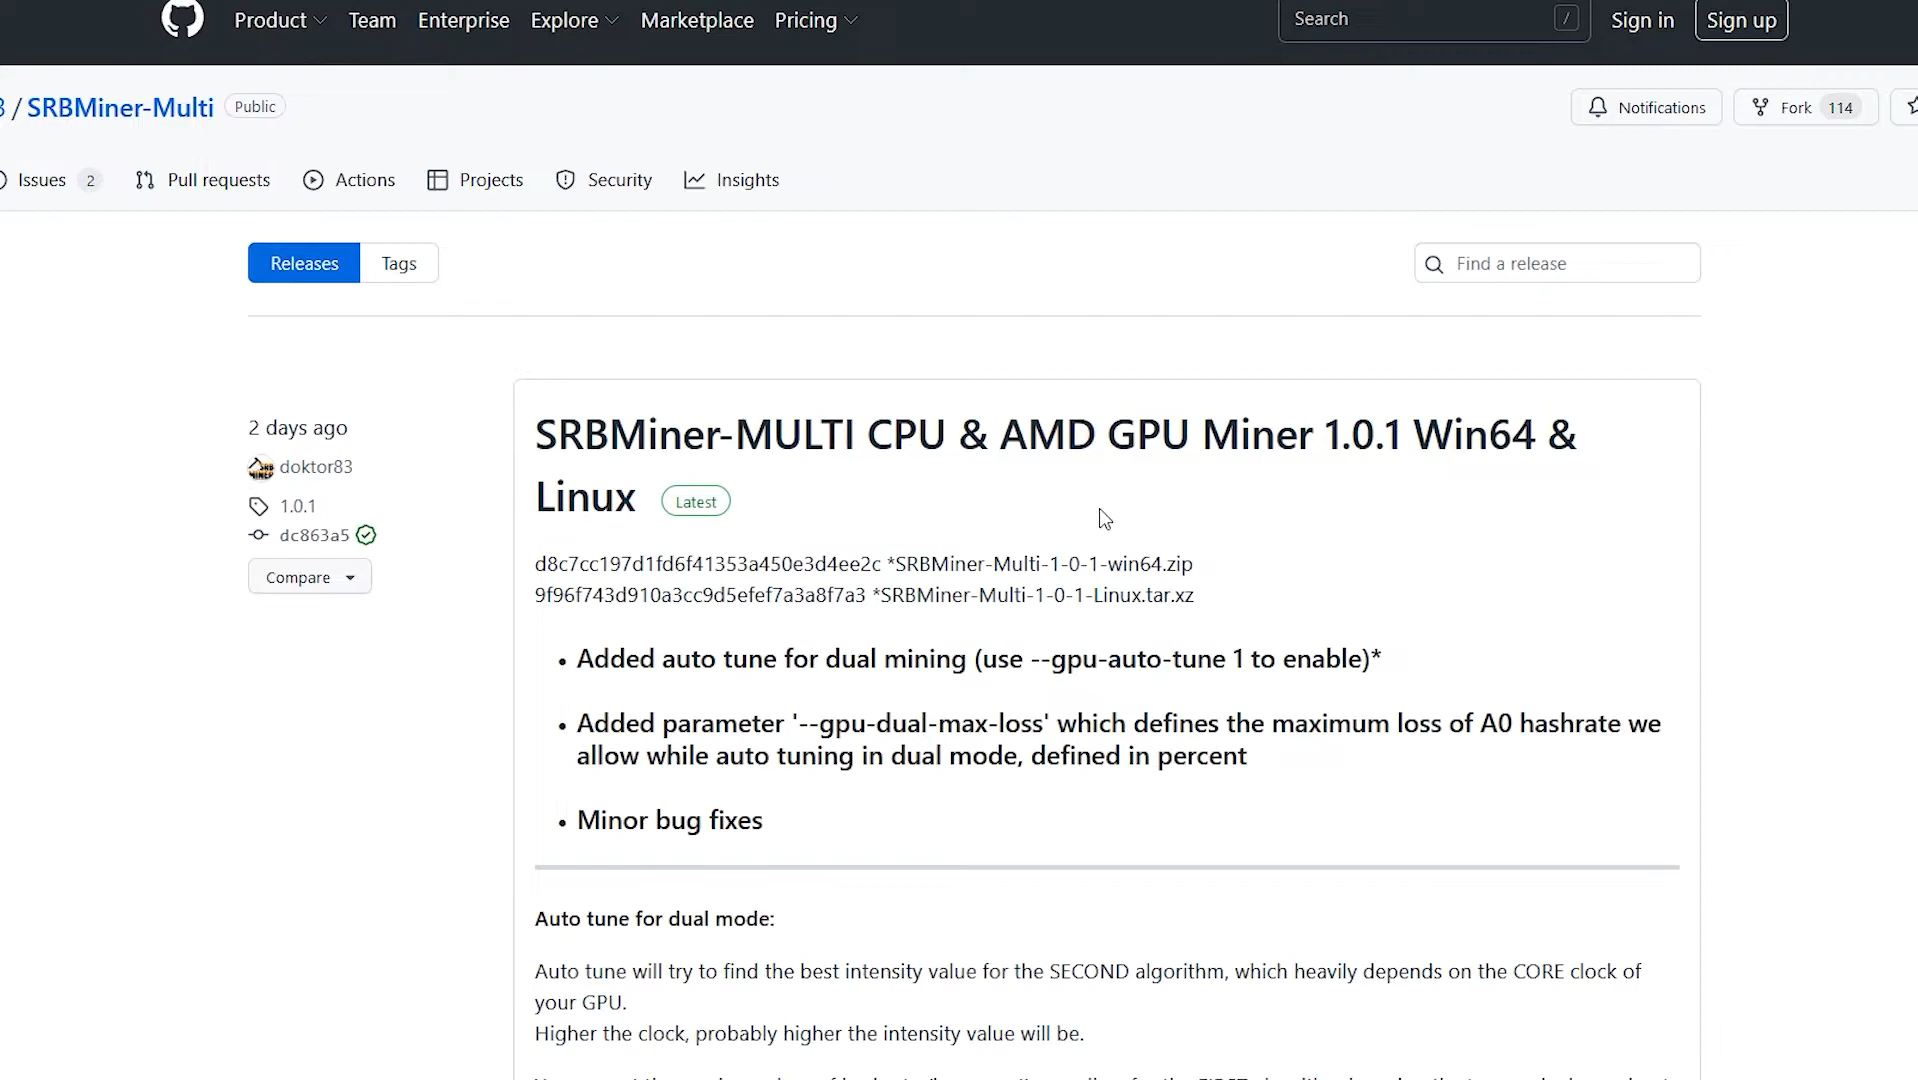 Product Team Enterprise Explore Marketplace Pricing Search / Sign in Sign up
/ SRBMiner-Multi Public Notifications Fork 114
Issues 2 Pull requests Actions Projects Security Insights
Releases Tags Find a release
2 days ago
doktor83
1.0.1
dc863a5
Compare
SRBMiner-MULTI CPU & AMD GPU Miner 1.0.1 Win64 &
Linux Latest
d8c7cc197d1fd6f41353a450e3d4ee2c *SRBMiner-Multi-1-0-1-win64.zip
9f96f743d910a3cc9d5efef7a3a8f7a3 *SRBMiner-Multi-1-0-1-Linux.tar.xz
• Added auto tune for dual mining (use --gpu-auto-tune 1 to enable)*
• Added parameter '--gpu-dual-max-loss' which defines the maximum loss of A0 hashrate we
allow while auto tuning in dual mode, defined in percent
• Minor bug fixes
Auto tune for dual mode:
Auto tune will try to find the best intensity value for the SECOND algorithm, which heavily depends on the CORE clock of
your GPU.
Higher the clock, probably higher the intensity value will be.